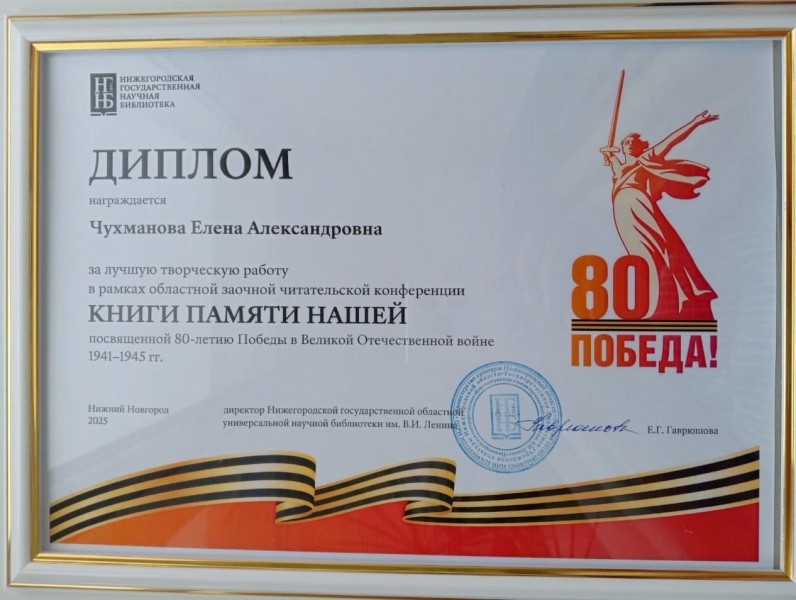 НИЖЕГОРОДСКАЯ
ГОСУДАРСТВЕННАЯ
НАУЧНАЯ
БИБЛИОТЕКА
ДИПЛОМ
награждается
Чухманова Елена Александровна
за лучшую творческую работу
в рамках областной заочной читательской конференции
КНИГИ ПАМЯТИ НАШЕЙ
посвященной 80-летию Победы в Великой Отечественной войне
1941–1945 гг.
80
ПОБЕДА!
Нижний Новгород
2025
директор Нижегородской государственной областной
универсальной научной библиотеки им. В.И. Ленина
Е.Г. Гаврюшова